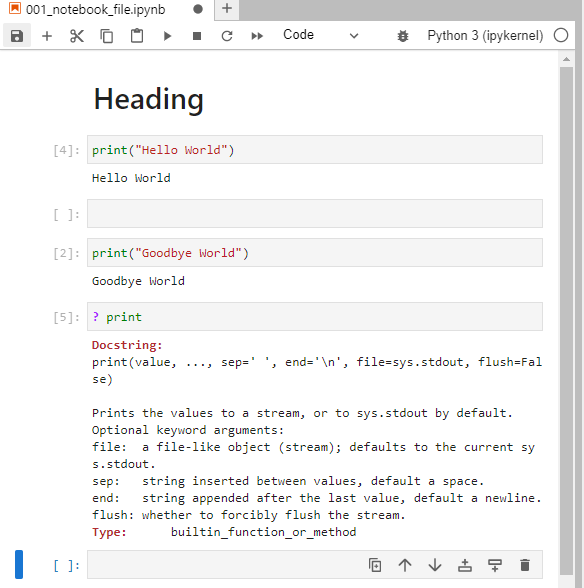 001_notebook_file.ipynb
Code
Python 3 (ipykernel)
Heading
[4]: print("Hello World")
Hello World
[ ]:
[2]: print("Goodbye World")
Goodbye World
[5]: ? print
Docstring:
print(value, ..., sep=' ', end='\n', file=sys.stdout, flush=Fal
se)
Prints the values to a stream, or to sys.stdout by default.
Optional keyword arguments:
file:  a file-like object (stream); defaults to the current sy
s.stdout.
sep:   string inserted between values, default a space.
end:   string appended after the last value, default a newline.
flush: whether to forcibly flush the stream.
Type:      builtin_function_or_method
[ ]: